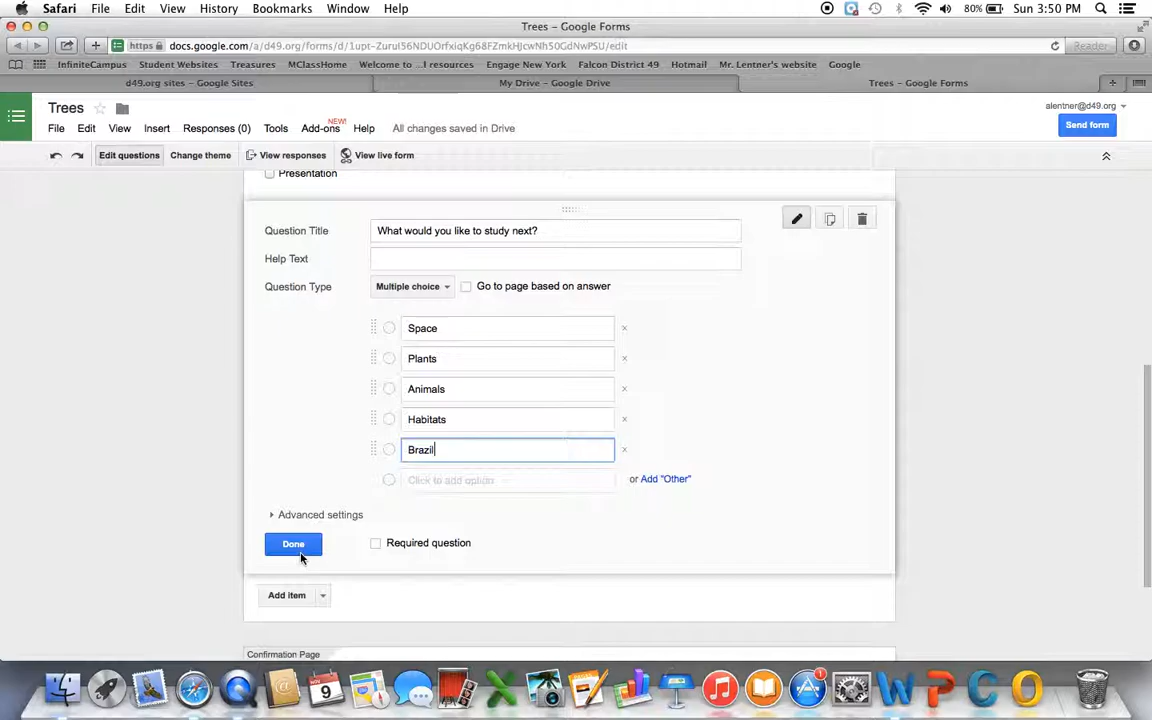 Safari File Edit View History Bookmarks Window Help 80% Sun 3:50 PM
Trees – Google Forms
https docs.google.com/a/d49.org/forms/d/1upt-Zurul56NDUOrfxiqKg68FZmkHJcwNh50GdNwPSU/edit Reader
InfiniteCampus Student Websites Treasures MClassHome Welcome to ...l resources Engage New York Falcon District 49 Hotmail Mr. Lentner's website Google
d49.org sites – Google Sites My Drive – Google Drive Trees – Google Forms
Trees
alentner@d49.org
File Edit View Insert Responses (0) Tools Add-ons NEW! Help All changes saved in Drive Send form
Edit questions Change theme View responses View live form
Presentation
Question Title What would you like to study next?
Help Text
Question Type Multiple choice Go to page based on answer
Space
Plants
Animals
Habitats
Brazil
Click to add option or Add "Other"
Advanced settings
Done Required question
Add item
Confirmation Page
NOV 9 1